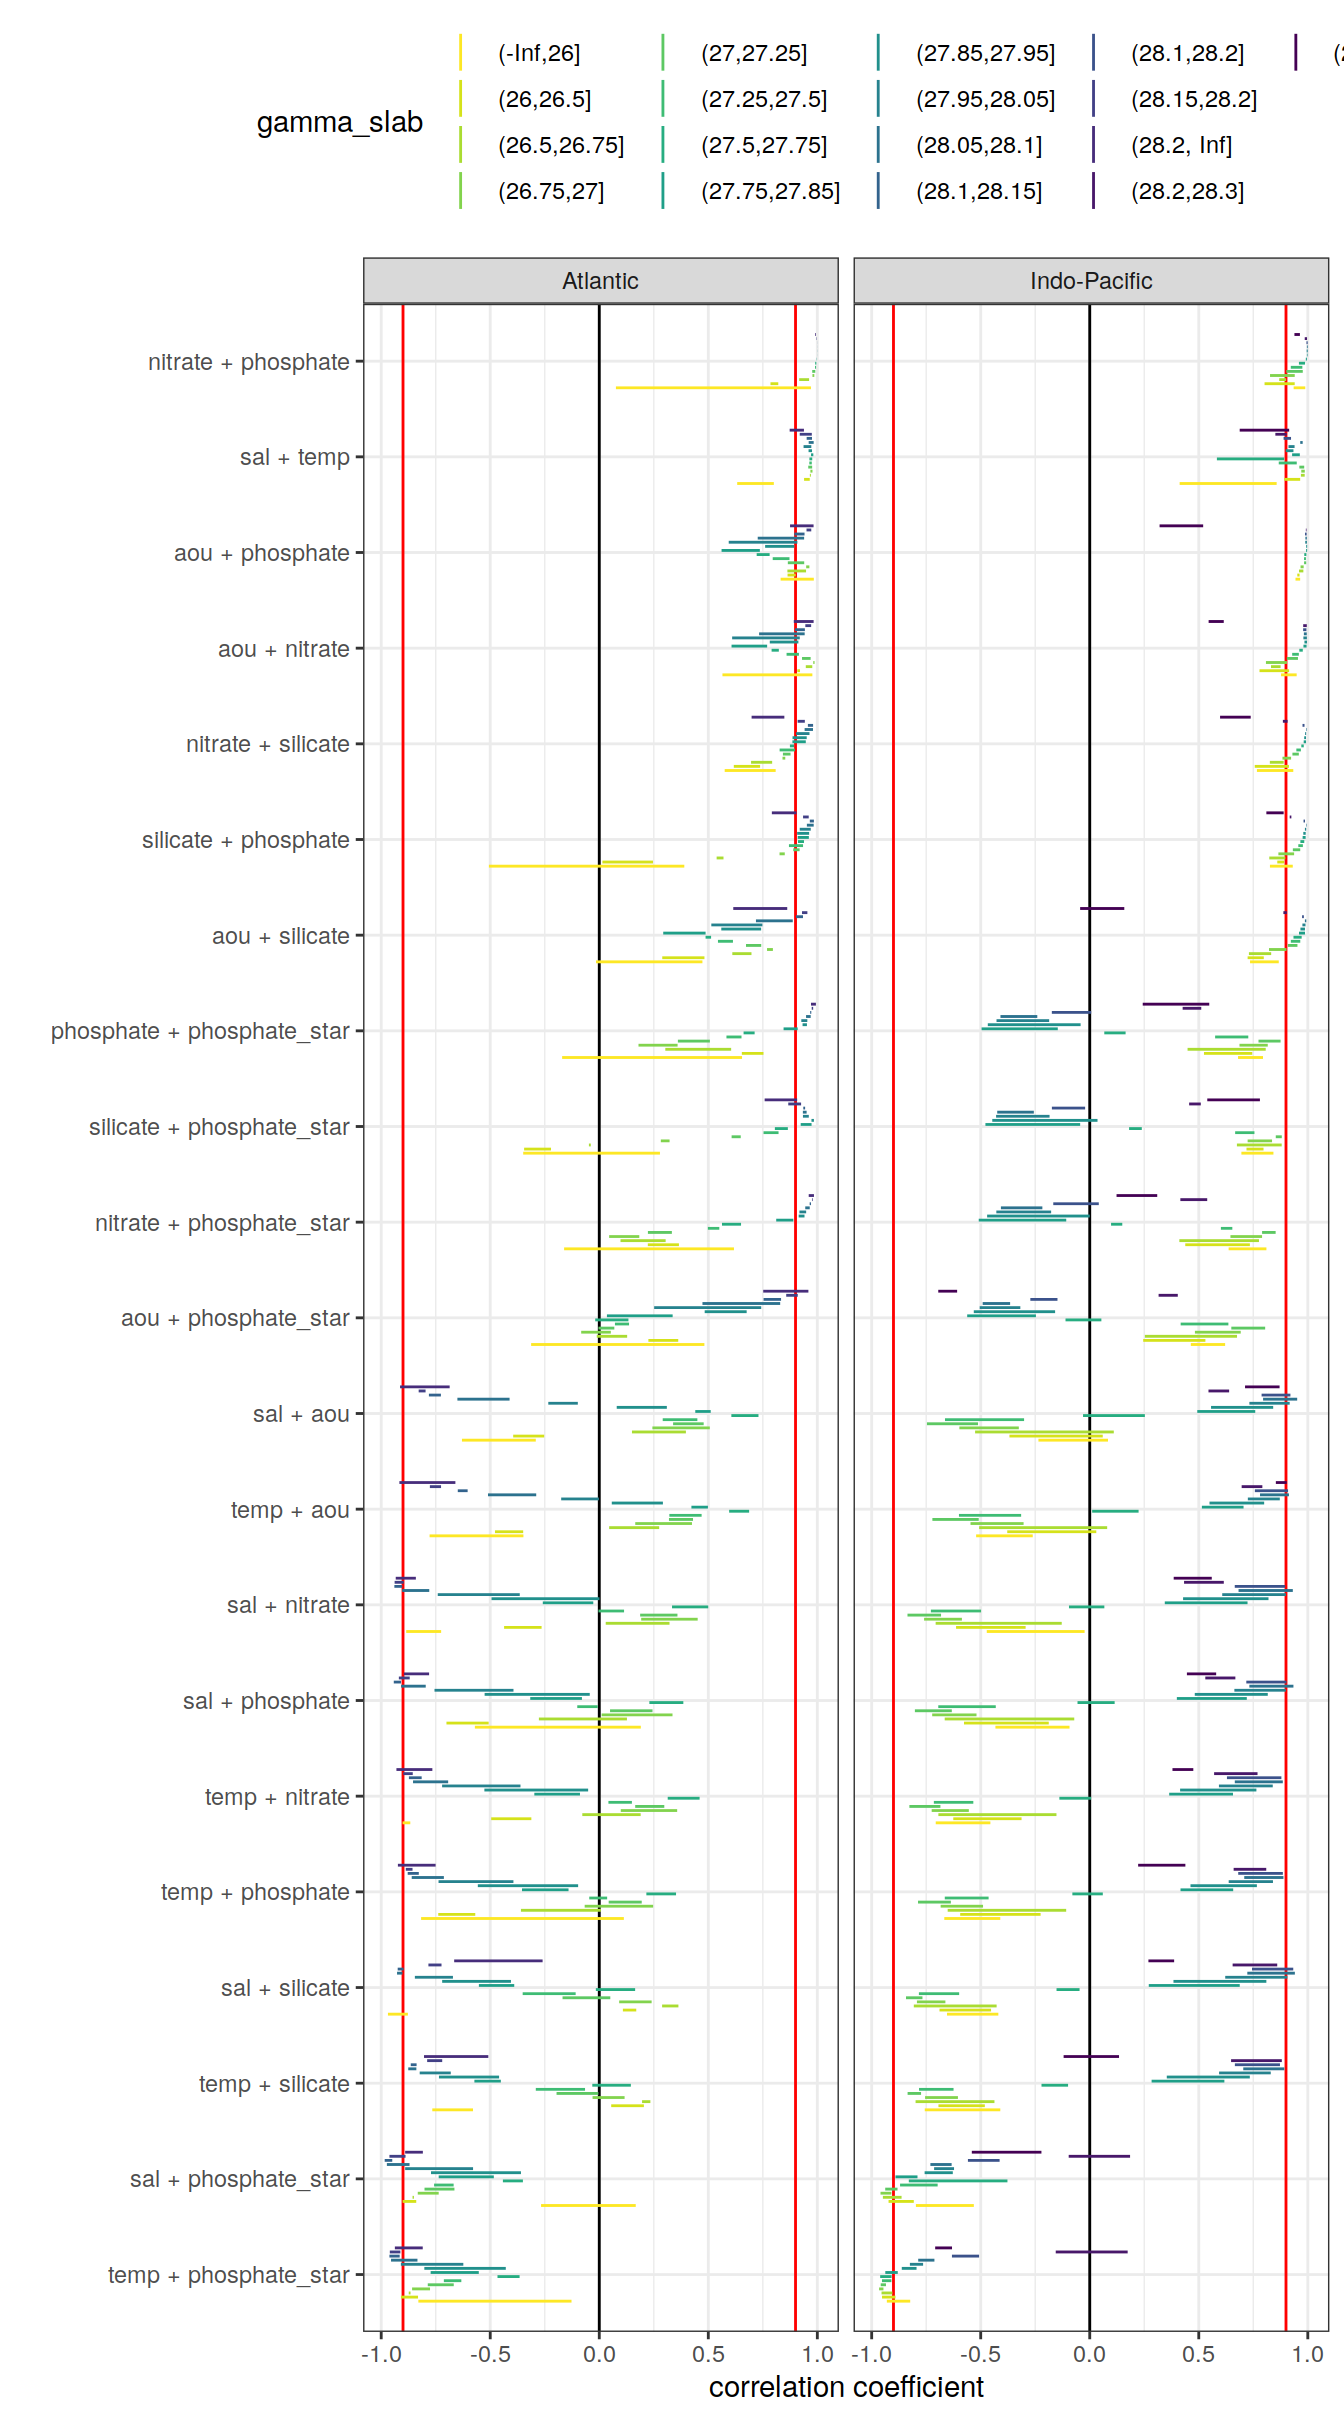 gamma_slab
(-Inf,26] (27,27.25] (27.85,27.95] (28.1,28.2] (2
(26,26.5] (27.25,27.5] (27.95,28.05] (28.15,28.2]
(26.5,26.75] (27.5,27.75] (28.05,28.1] (28.2, Inf]
(26.75,27] (27.75,27.85] (28.1,28.15] (28.2,28.3]
Atlantic Indo-Pacific
nitrate + phosphate
sal + temp
aou + phosphate
aou + nitrate
nitrate + silicate
silicate + phosphate
aou + silicate
phosphate + phosphate_star
silicate + phosphate_star
nitrate + phosphate_star
aou + phosphate_star
sal + aou
temp + aou
sal + nitrate
sal + phosphate
temp + nitrate
temp + phosphate
sal + silicate
temp + silicate
sal + phosphate_star
temp + phosphate_star
-1.0 -0.5 0.0 0.5 1.0 -1.0 -0.5 0.0 0.5 1.0
correlation coefficient